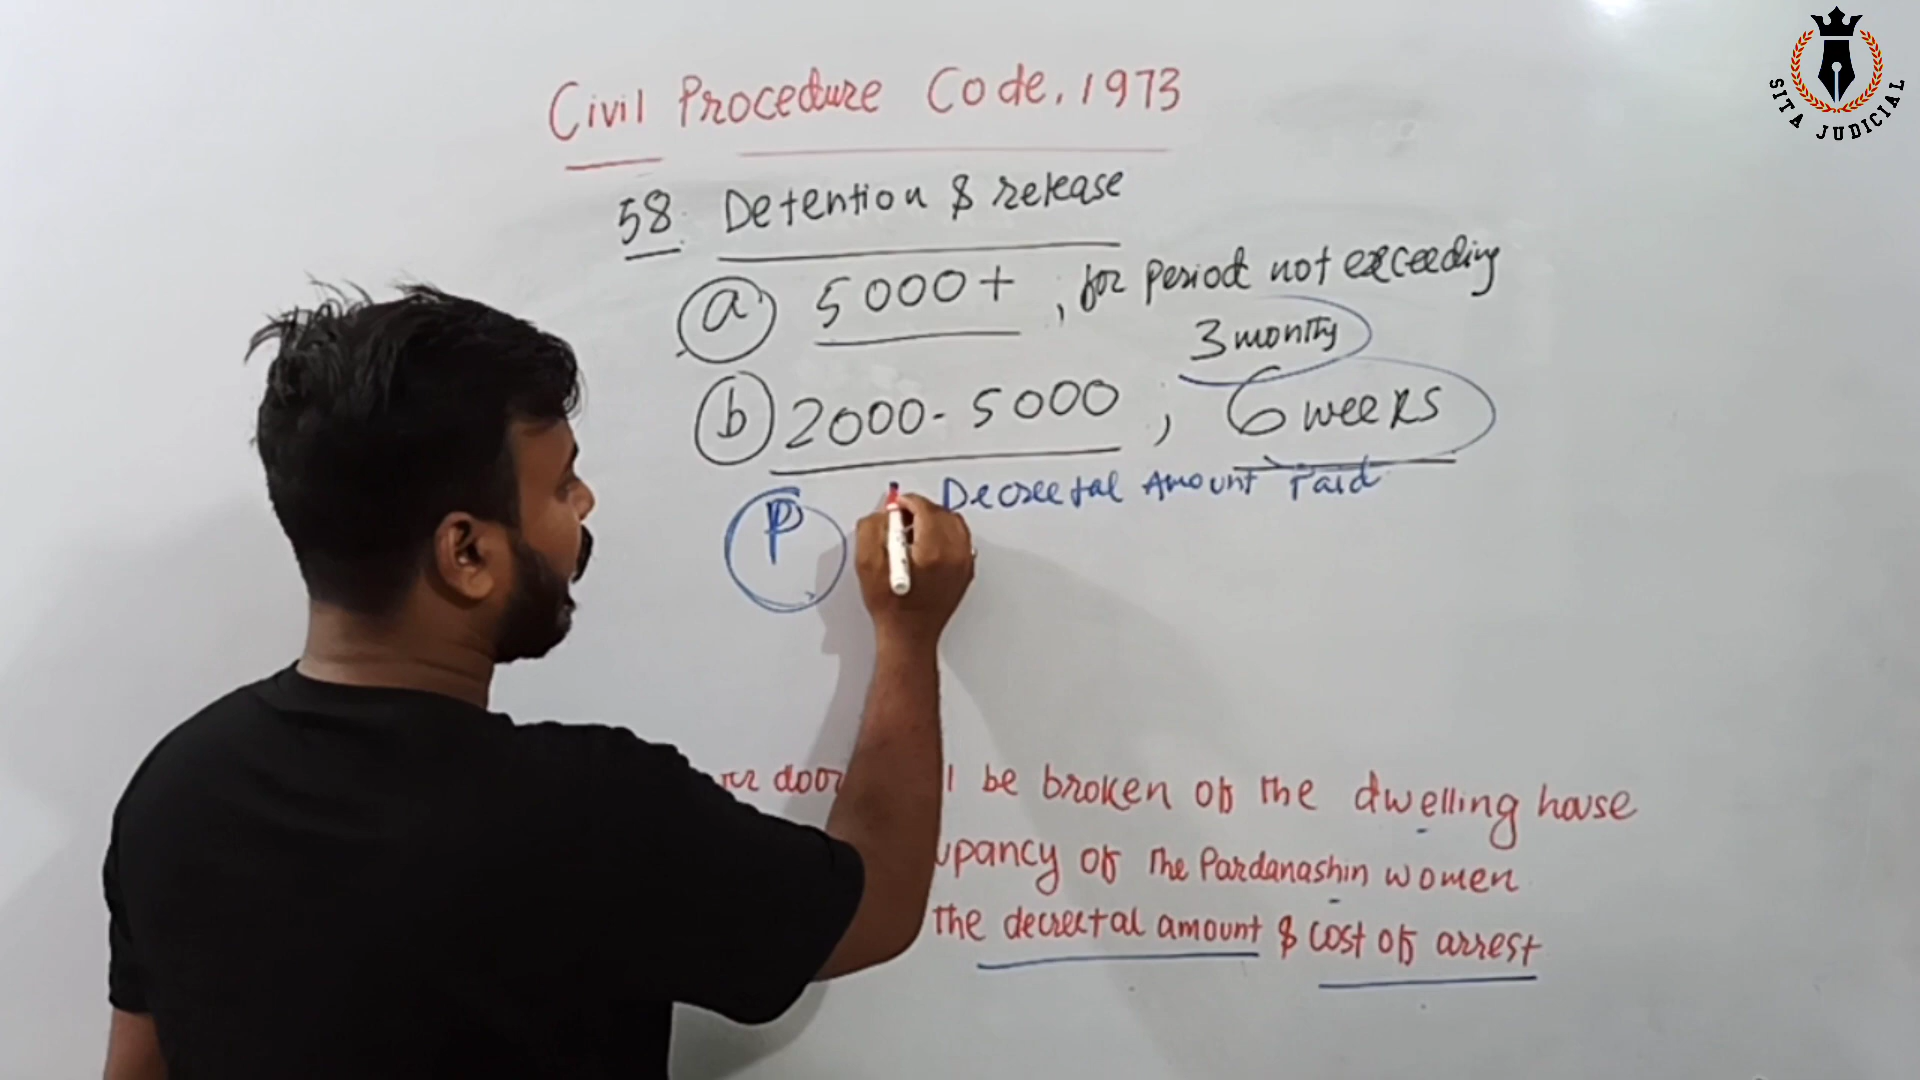 SITA JUDICIAL
Civil Procedure Code, 1973
58. Detention & release
a 5000+ , for period not exceeding
3 months
b 2000 - 5000 , 6 weeks
P Decreetal Amount Paid
door be broken of the dwelling house
of the Pardanashin women
the decreetal amount & cost of arrest